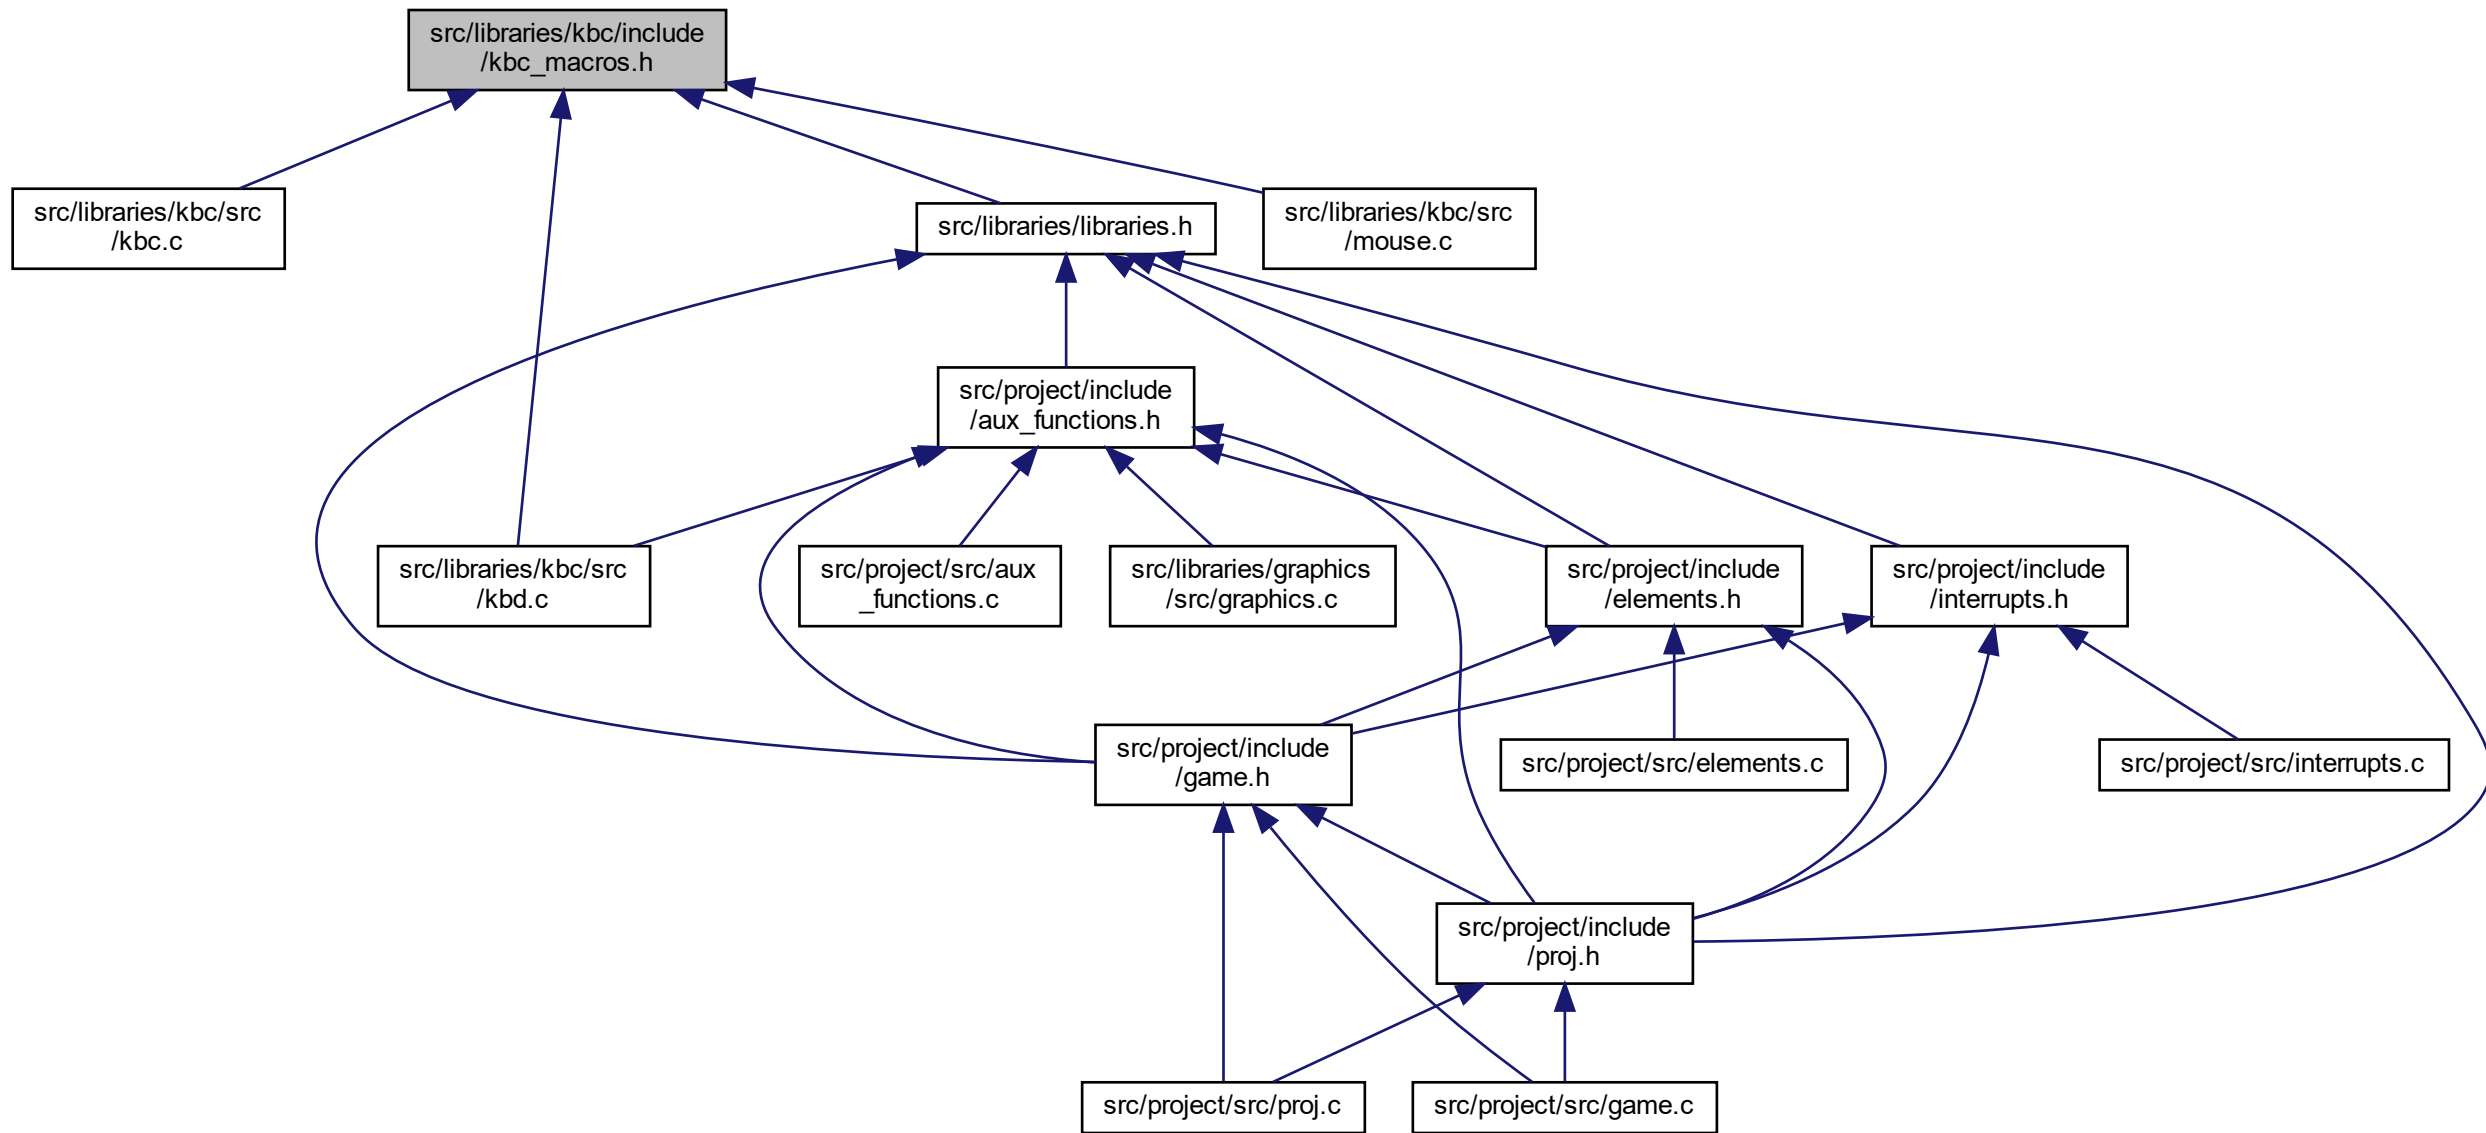 src/libraries/kbc/include
/kbc_macros.h
src/libraries/kbc/src
/kbc.c
src/libraries/libraries.h
src/libraries/kbc/src
/mouse.c
src/project/include
/aux_functions.h
src/libraries/kbc/src
/kbd.c
src/project/src/aux
_functions.c
src/libraries/graphics
/src/graphics.c
src/project/include
/elements.h
src/project/include
/interrupts.h
src/project/include
/game.h
src/project/src/elements.c
src/project/src/interrupts.c
src/project/include
/proj.h
src/project/src/proj.c
src/project/src/game.c